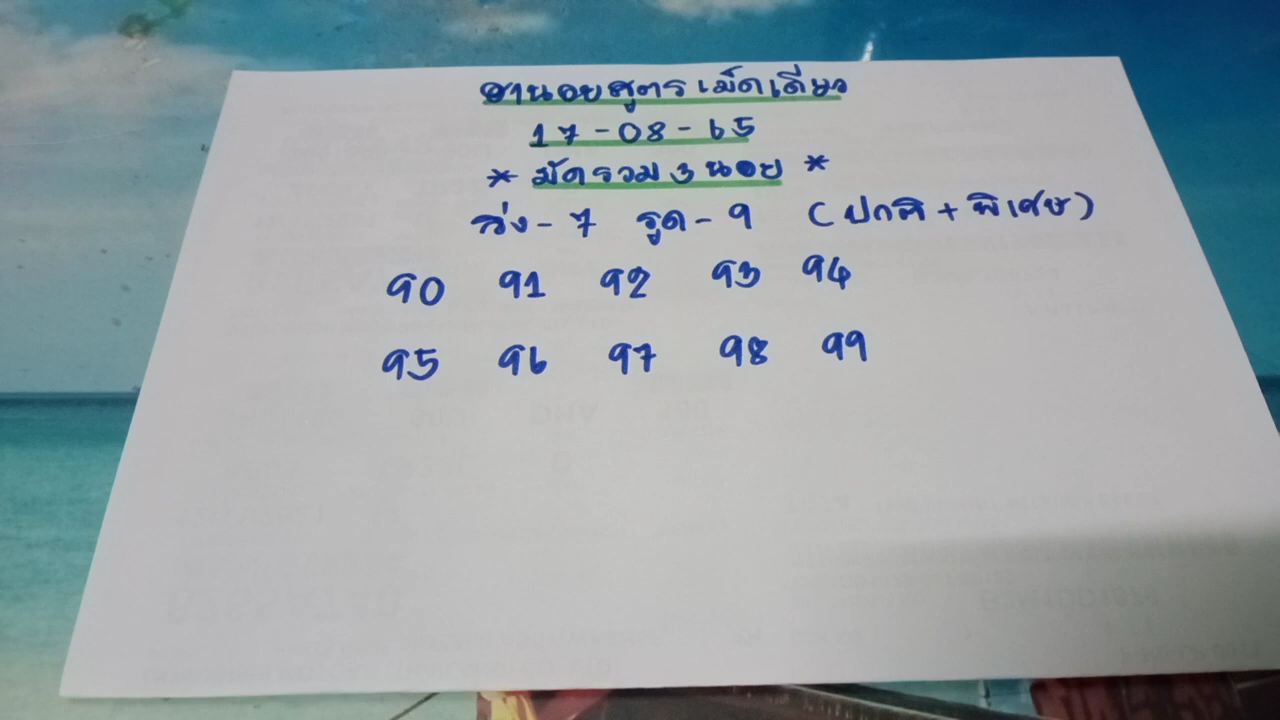 ฮานอยสูตรเม็ดเดียว
17-08-65
* มัดรวม 3 นอย *
วิ่ง-7 รูด-9 (ปกติ+พิเศษ)
90 91 92 93 94
95 96 97 98 99